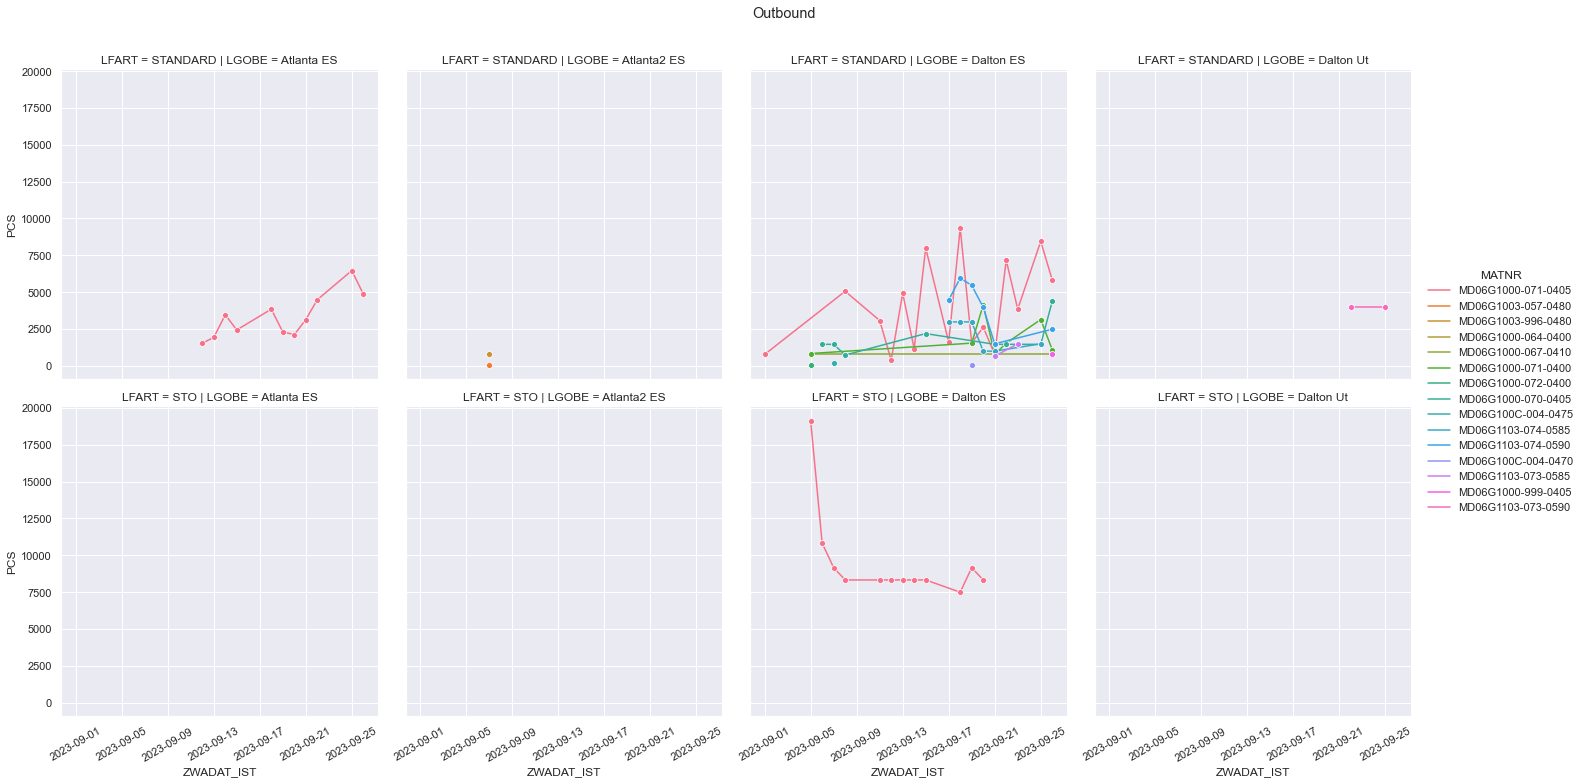 Outbound
LFART = STANDARD | LGOBE = Atlanta ES
LFART = STANDARD | LGOBE = Atlanta2 ES
LFART = STANDARD | LGOBE = Dalton ES
LFART = STANDARD | LGOBE = Dalton Ut
20000
17500
15000
12500
10000
7500
5000
2500
0
PCS
LFART = STO | LGOBE = Atlanta ES
LFART = STO | LGOBE = Atlanta2 ES
LFART = STO | LGOBE = Dalton ES
LFART = STO | LGOBE = Dalton Ut
20000
17500
15000
12500
10000
7500
5000
2500
0
PCS
2023-09-01
2023-09-05
2023-09-09
2023-09-13
2023-09-17
2023-09-21
2023-09-25
ZWADAT_IST
2023-09-01
2023-09-05
2023-09-09
2023-09-13
2023-09-17
2023-09-21
2023-09-25
ZWADAT_IST
2023-09-01
2023-09-05
2023-09-09
2023-09-13
2023-09-17
2023-09-21
2023-09-25
ZWADAT_IST
2023-09-01
2023-09-05
2023-09-09
2023-09-13
2023-09-17
2023-09-21
2023-09-25
ZWADAT_IST
MATNR
MD06G1000-071-0405
MD06G1003-057-0480
MD06G1003-996-0480
MD06G1000-064-0400
MD06G1000-067-0410
MD06G1000-071-0400
MD06G1000-072-0400
MD06G1000-070-0405
MD06G100C-004-0475
MD06G1103-074-0585
MD06G1103-074-0590
MD06G100C-004-0470
MD06G1103-073-0585
MD06G1000-999-0405
MD06G1103-073-0590